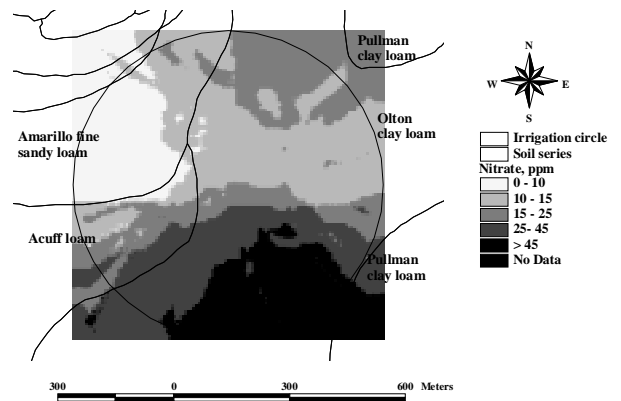 Pullman
clay loam
N
W E
S
Olton
clay loam
Amarillo fine
sandy loam
Irrigation circle
Soil series
Nitrate, ppm
0 - 10
10 - 15
15 - 25
25- 45
> 45
No Data
Acuff loam
Pullman
clay loam
300 0 300 600 Meters